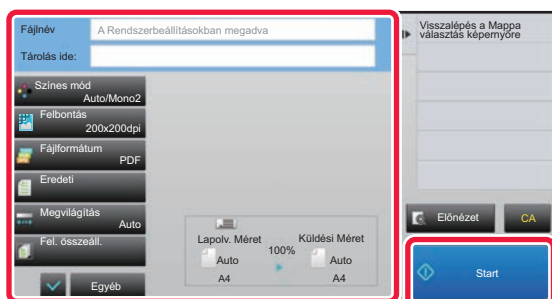 Fájlnév
A Rendszerbeállításokban megadva
Tárolás ide:
Színes mód
Auto/Mono2
Felbontás
200x200dpi
Fájlformátum
PDF
Eredeti
Megvilágítás
Auto
Fel. összeáll.
Egyéb
Lapolv. Méret
100%
Küldési Méret
Auto
Auto
A4
A4
Visszalépés a Mappa
választás képernyőre
Előnézet
CA
Start